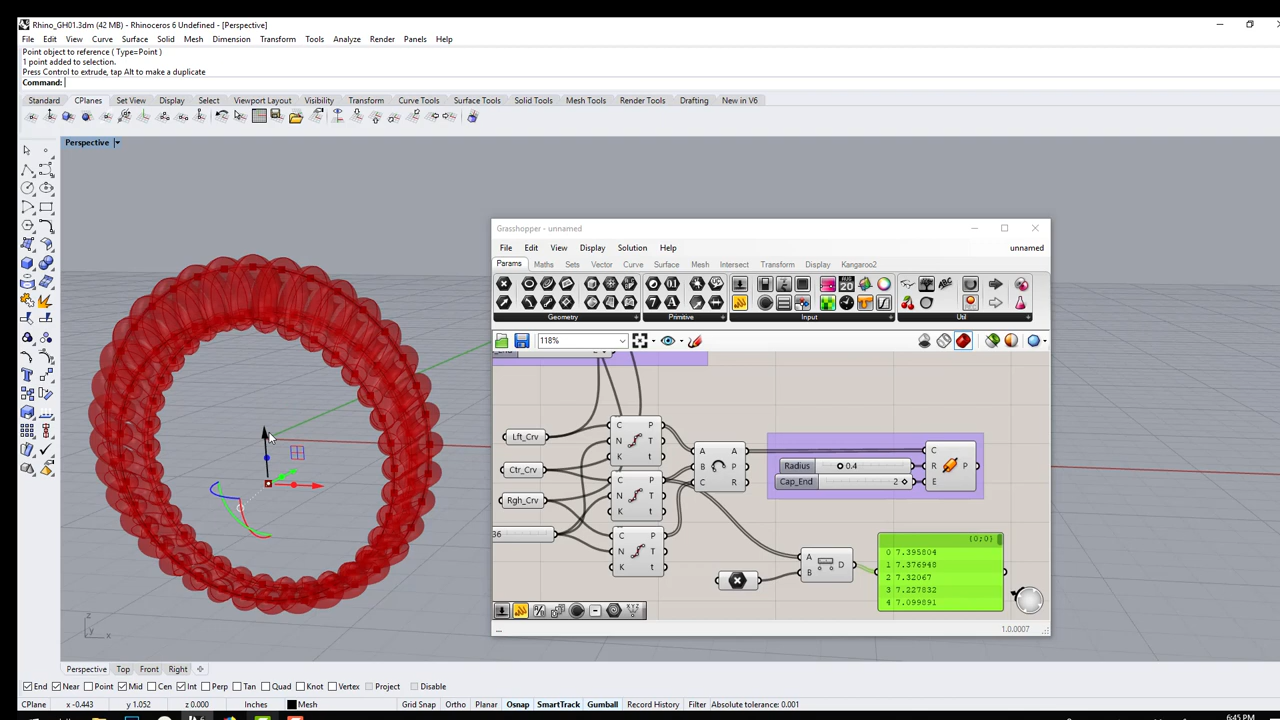 Rhino_GH01.3dm (42 MB) - Rhinoceros 6 Undefined - [Perspective]
File Edit View Curve Surface Solid Mesh Dimension Transform Tools Analyze Render Panels Help
Point object to reference ( Type=Point )
1 point added to selection.
Press Control to extrude, tap Alt to make a duplicate
Command:
Standard CPlanes Set View Display Select Viewport Layout Visibility Transform Curve Tools Surface Tools Solid Tools Mesh Tools Render Tools Drafting New in V6
Perspective
Grasshopper - unnamed
File Edit View Display Solution Help unnamed
Params Maths Sets Vector Curve Surface Mesh Intersect Transform Display Kangaroo2
Geometry Primitive Input Util
118%
Lft_Crv
C P
N T
K
Ctr_Crv
C P
N T
K
Rgh_Crv
36
C P
N t
K
A A
B P
C R
Radius 0.4
Cap_End 2
C
R P
E
A D
B
{0;0}
0 7.395804
1 7.376948
2 7.32067
3 7.227832
4 7.099891
... 1.0.0007
z
y x
Perspective Top Front Right
End Near Point Mid Cen Int Perp Tan Quad Knot Vertex Project Disable
CPlane x -0.443 y 1.052 z 0.000 Inches Mesh Grid Snap Ortho Planar Osnap SmartTrack Gumball Record History Filter Absolute tolerance: 0.001
6:45 PM